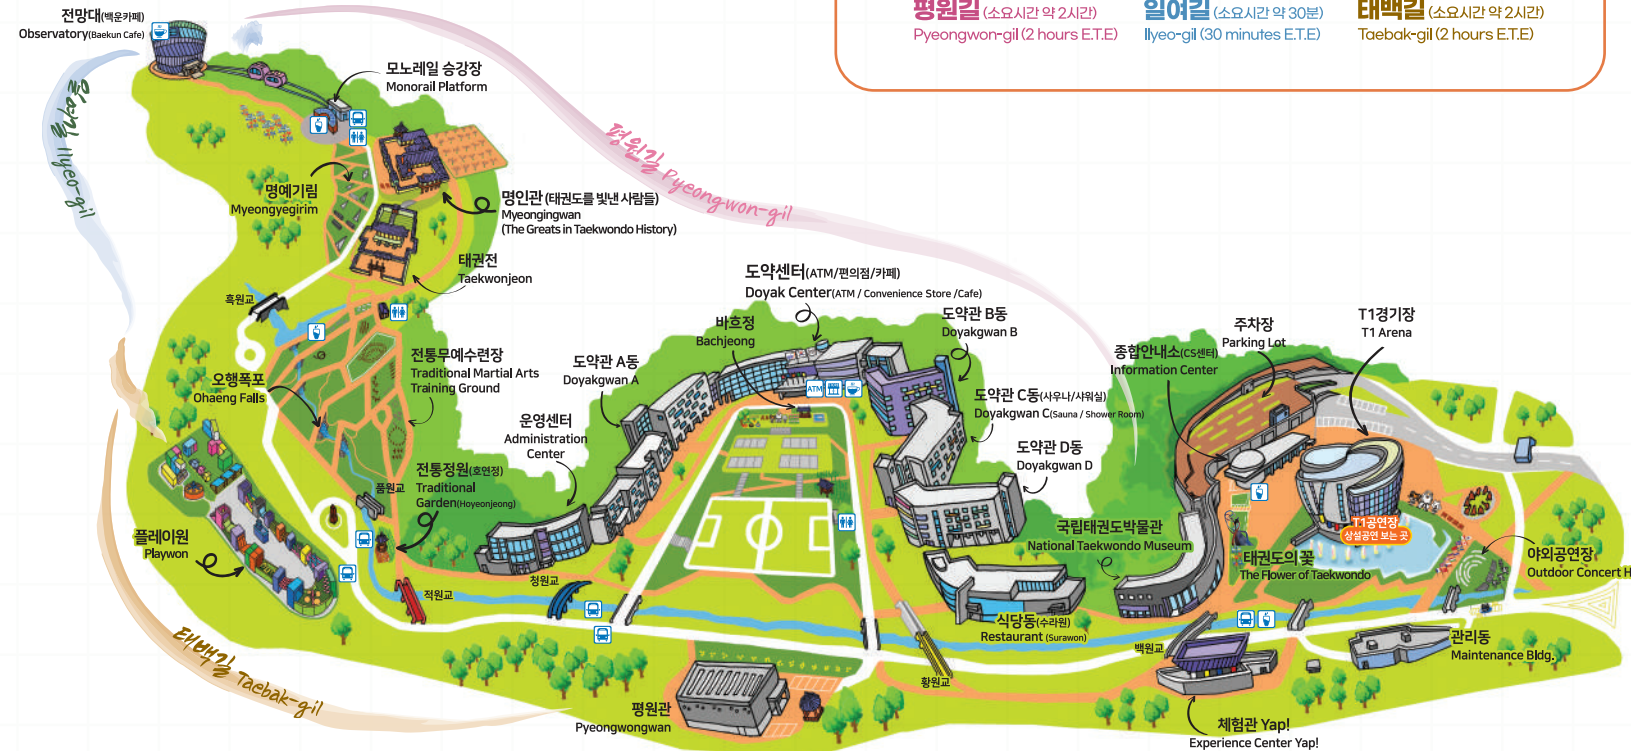 평원길 (소요시간 약 2시간)
Pyeongwon-gil (2 hours E.T.E)
일여길 (소요시간 약 30분)
Ilyeo-gil (30 minutes E.T.E)
태백길 (소요시간 약 2시간)
Taebak-gil (2 hours E.T.E)
전망대(백운카페)
Observatory(Baekun Cafe)
모노레일 승강장
Monorail Platform
일여길 Ilyeo-gil
평원길 Pyeongwon-gil
명예기림
Myeongyegirim
명인관 (태권도를 빛낸 사람들)
Myeongingwan
(The Greats in Taekwondo History)
태권전
Taekwonjeon
흑원교
도약센터(ATM/편의점/카페)
Doyak Center(ATM / Convenience Store /Cafe)
바흐정
Bachjeong
도약관 B동
Doyakgwan B
주차장
Parking Lot
T1경기장
T1 Arena
종합안내소(CS센터)
Information Center
전통무예수련장
Traditional Martial Arts
Training Ground
도약관 A동
Doyakgwan A
오행폭포
Ohaeng Falls
ATM
도약관 C동(사우나/샤워실)
Doyakgwan C(Sauna / Shower Room)
운영센터
Administration
Center
도약관 D동
Doyakgwan D
전통정원(호연정)
Traditional
Garden(Hoyeonjeong)
품원교
플레이원
Playwon
국립태권도박물관
National Taekwondo Museum
T1공연장
상설공연 보는 곳
태권도의 꽃
The Flower of Taekwondo
야외공연장
Outdoor Concert H
청원교
적원교
식당동(수라원)
Restaurant (Surawon)
백원교
관리동
Maintenance Bldg.
황원교
태백길 Taebak-gil
평원관
Pyeongwongwan
체험관 Yap!
Experience Center Yap!